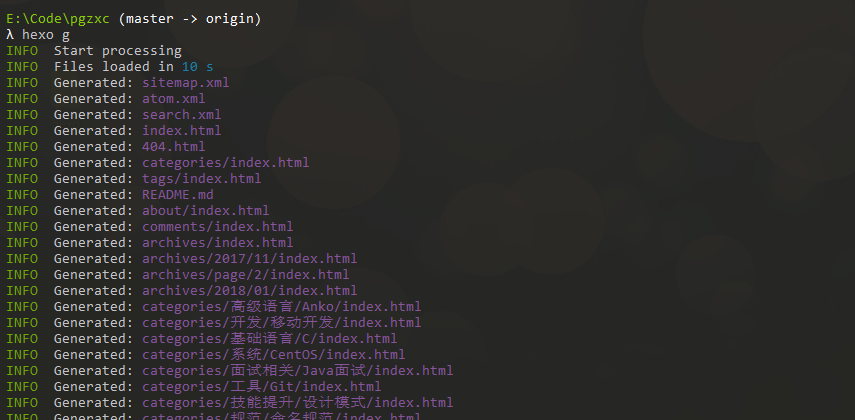 E:\Code\pgzxc (master -> origin)
λ hexo g
INFO  Start processing
INFO  Files loaded in 10 s
INFO  Generated: sitemap.xml
INFO  Generated: atom.xml
INFO  Generated: search.xml
INFO  Generated: index.html
INFO  Generated: 404.html
INFO  Generated: categories/index.html
INFO  Generated: tags/index.html
INFO  Generated: README.md
INFO  Generated: about/index.html
INFO  Generated: comments/index.html
INFO  Generated: archives/index.html
INFO  Generated: archives/2017/11/index.html
INFO  Generated: archives/page/2/index.html
INFO  Generated: archives/2018/01/index.html
INFO  Generated: categories/高级语言/Anko/index.html
INFO  Generated: categories/开发/移动开发/index.html
INFO  Generated: categories/基础语言/C/index.html
INFO  Generated: categories/系统/CentOS/index.html
INFO  Generated: categories/面试相关/Java面试/index.html
INFO  Generated: categories/工具/Git/index.html
INFO  Generated: categories/技能提升/设计模式/index.html
INFO  Generated: categories/规范/命名规范/index.html